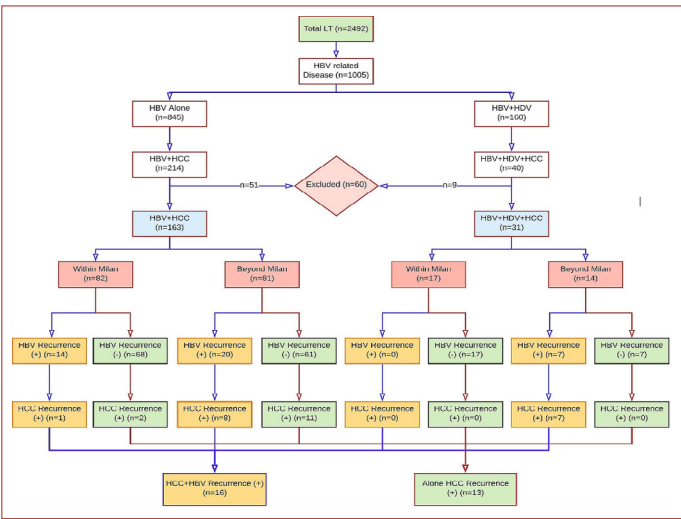 Total LT (n=2492)
HBV related
Disease (n=1005)
HBV Alone
(n=845)
HBV+HDV
(n=160)
HBV+HCC
(n=214)
HBV+HDV+HCC
(n=40)
n=51
Excluded (n=60)
n=9
HBV+HCC
(n=163)
HBV+HDV+HCC
(n=31)
Within Milan
(n=82)
Beyond Milan
(n=81)
Within Milan
(n=17)
Beyond Milan
(n=14)
HBV Recurrence
(+) (n=14)
HBV Recurrence
(-) (n=68)
HBV Recurrence
(+) (n=20)
HBV Recurrence
(-) (n=61)
HBV Recurrence
(+) (n=0)
HBV Recurrence
(-) (n=17)
HBV Recurrence
(+) (n=7)
HBV Recurrence
(-) (n=7)
HCC Recurrence
(+) (n=1)
HCC Recurrence
(+) (n=2)
HCC Recurrence
(+) (n=8)
HCC Recurrence
(+) (n=11)
HCC Recurrence
(+) (n=0)
HCC Recurrence
(+) (n=0)
HCC Recurrence
(+) (n=7)
HCC Recurrence
(+) (n=0)
HCC+HBV Recurrence (+)
(n=16)
Alone HCC Recurrence
(+) (n=13)